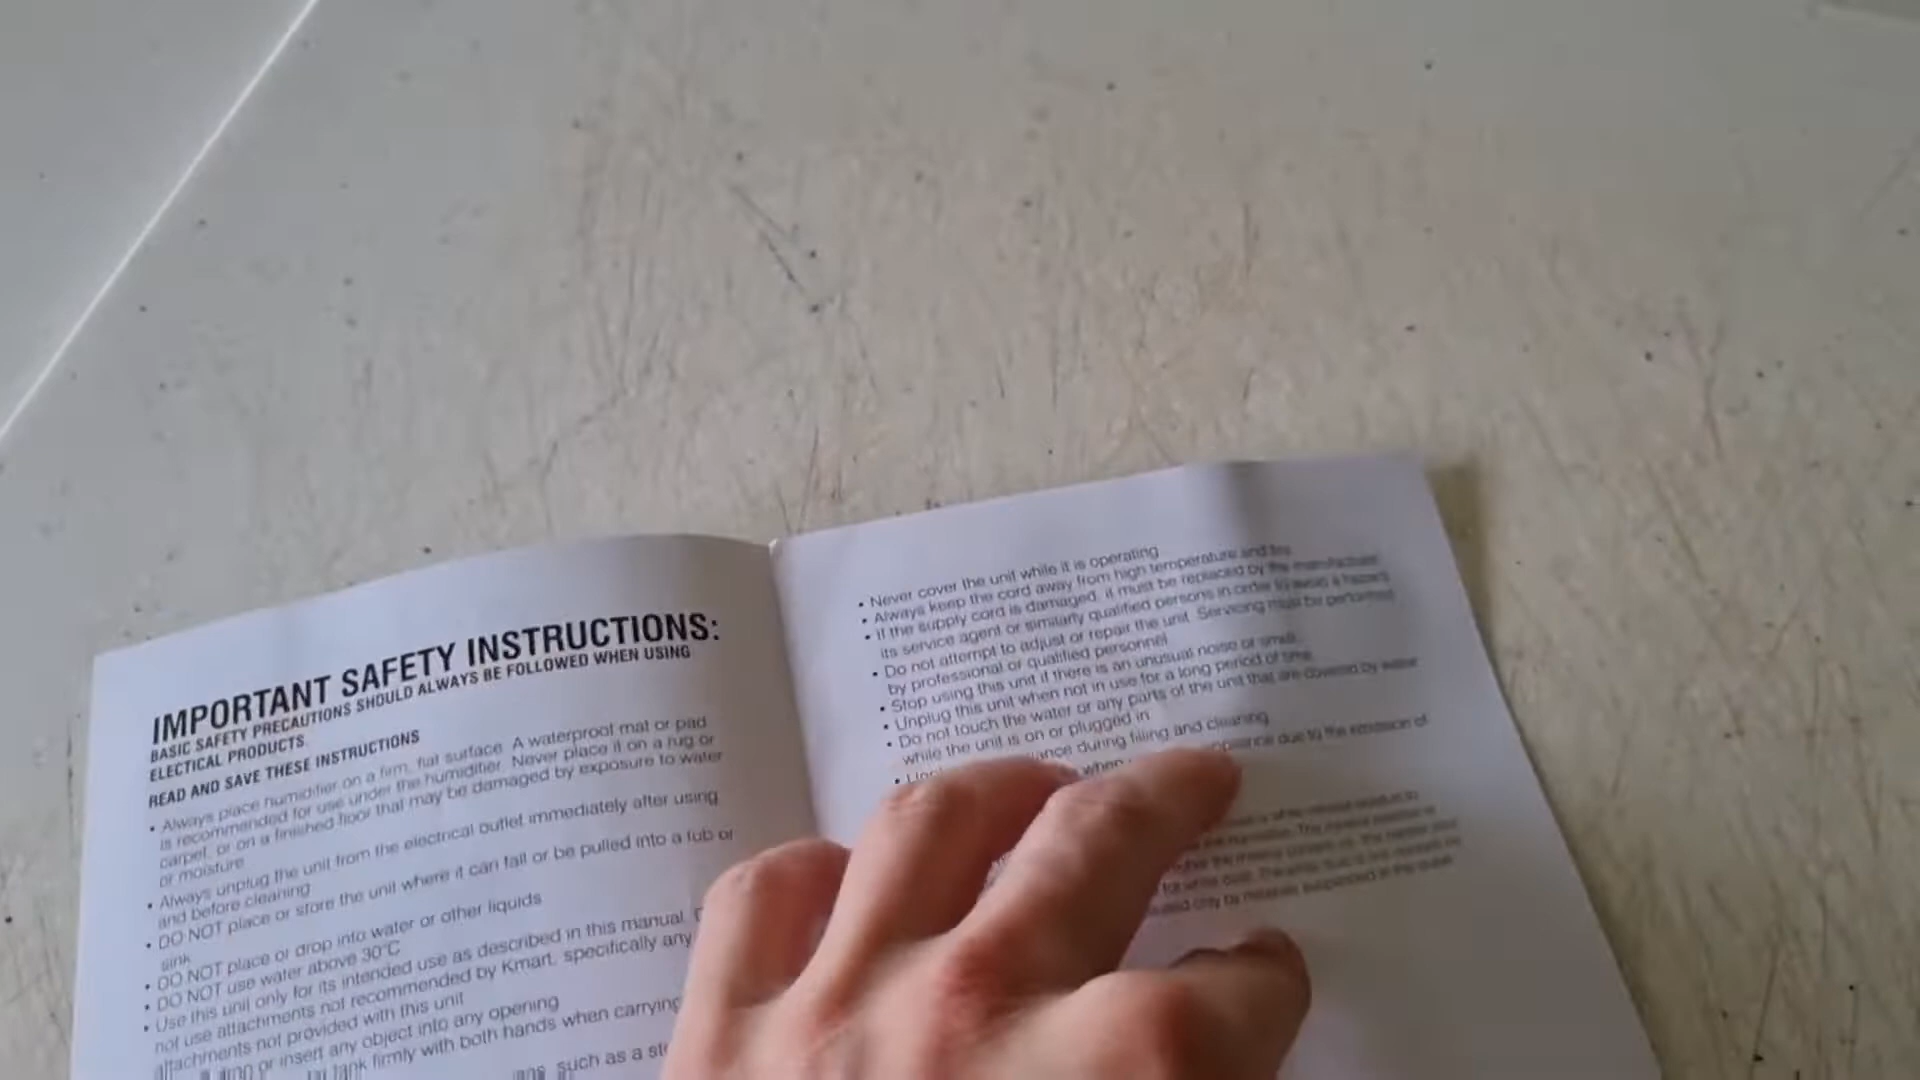 IMPORTANT SAFETY INSTRUCTIONS:
BASIC SAFETY PRECAUTIONS SHOULD ALWAYS BE FOLLOWED WHEN USING
ELECTICAL PRODUCTS.
READ AND SAVE THESE INSTRUCTIONS
• Always place humidifier on a firm, flat surface. A waterproof mat or pad
is recommended for use under the humidifier. Never place it on a rug or
carpet, or on a finished floor that may be damaged by exposure to water
or moisture
• Always unplug the unit from the electrical outlet immediately after using
and before cleaning
• DO NOT place or store the unit where it can fall or be pulled into a tub or
sink
• DO NOT place or drop into water or other liquids
• DO NOT use water above 30°C
• Use this unit only for its intended use as described in this manual.
not use attachments not recommended by Kmart, specifically any
attachments not provided with this unit
or insert any object into any opening
tank firmly with both hands when carrying
such as a
• Never cover the unit while it is operating
• Always keep the cord away from high temperature and fire
• If the supply cord is damaged, it must be replaced by the manufacturer
its service agent or similarly qualified persons in order to avoid a hazard
• Do not attempt to adjust or repair the unit. Servicing must be performed
by professional or qualified personnel
• Stop using this unit if there is an unusual noise or smell
• Unplug this unit when not in use for a long period of time
• Do not touch the water or any parts of the unit that are covered by water
while the unit is on or plugged in
during filling and cleaning
when appliance due to the emission of